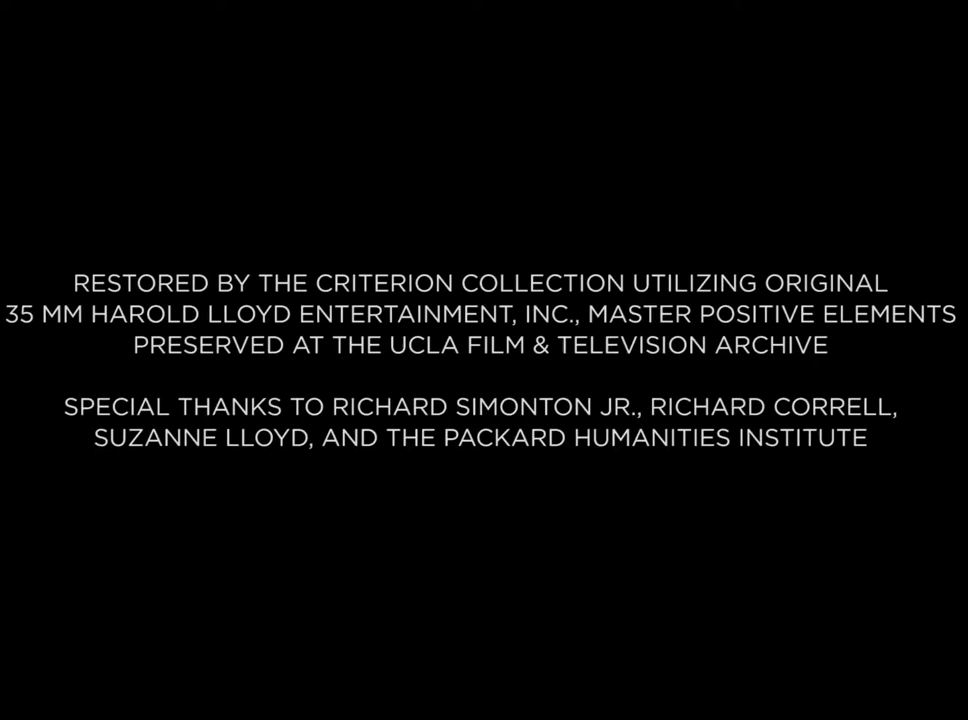 RESTORED BY THE CRITERION COLLECTION UTILIZING ORIGINAL
35 MM HAROLD LLOYD ENTERTAINMENT, INC., MASTER POSITIVE ELEMENTS
PRESERVED AT THE UCLA FILM & TELEVISION ARCHIVE
SPECIAL THANKS TO RICHARD SIMONTON JR., RICHARD CORRELL,
SUZANNE LLOYD, AND THE PACKARD HUMANITIES INSTITUTE